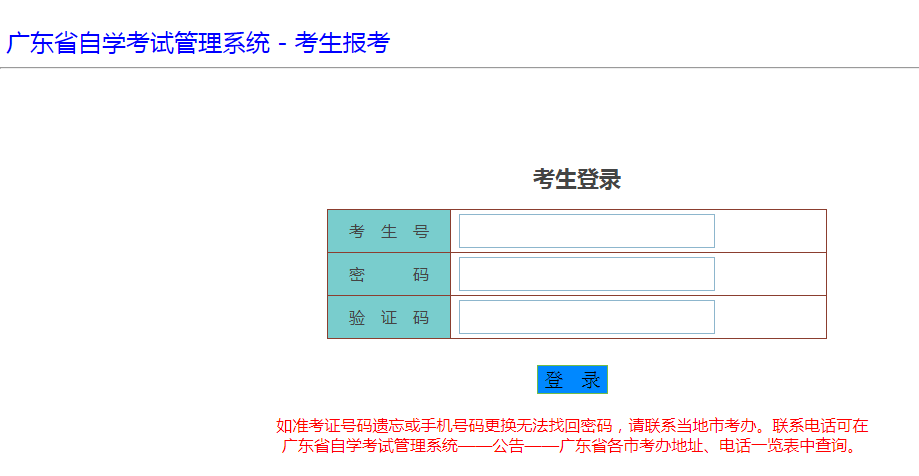 广东省自学考试管理系统 - 考生报考
考生登录
考 生 号
密 码
验 证 码
登 录
如准考证号码遗忘或手机号码更换无法找回密码，请联系当地市考办。联系电话可在
广东省自学考试管理系统——公告——广东省各市考办地址、电话一览表中查询。